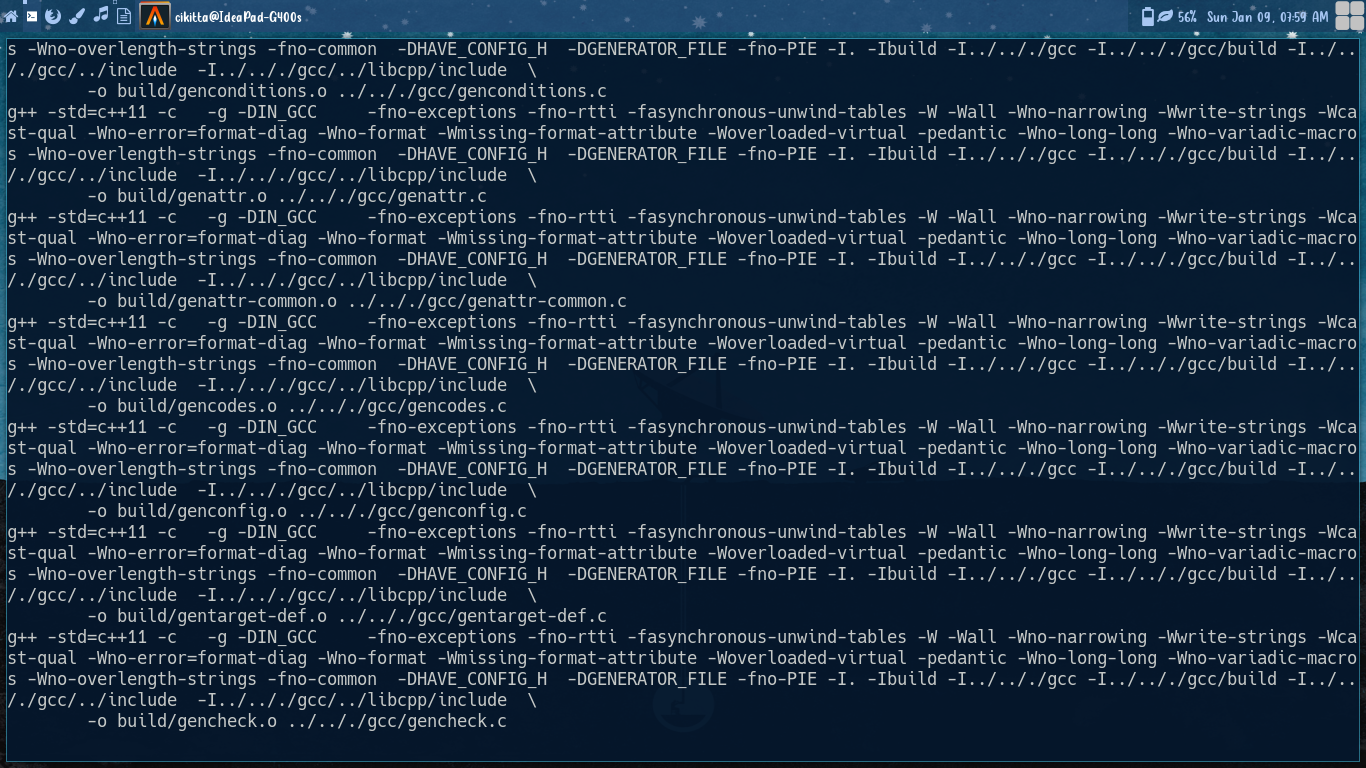 cikitta@IdeaPad-G400s
56% Sun Jan 09, 07:59 AM
s -Wno-overlength-strings -fno-common  -DHAVE_CONFIG_H  -DGENERATOR_FILE -fno-PIE -I. -Ibuild -I../.././gcc -I../.././gcc/build -I../..
/./gcc/../include  -I../.././gcc/../libcpp/include  \
        -o build/genconditions.o ../.././gcc/genconditions.c
g++ -std=c++11 -c   -g -DIN_GCC     -fno-exceptions -fno-rtti -fasynchronous-unwind-tables -W -Wall -Wno-narrowing -Wwrite-strings -Wca
st-qual -Wno-error=format-diag -Wno-format -Wmissing-format-attribute -Woverloaded-virtual -pedantic -Wno-long-long -Wno-variadic-macro
s -Wno-overlength-strings -fno-common  -DHAVE_CONFIG_H  -DGENERATOR_FILE -fno-PIE -I. -Ibuild -I../.././gcc -I../.././gcc/build -I../..
/./gcc/../include  -I../.././gcc/../libcpp/include  \
        -o build/genattr.o ../.././gcc/genattr.c
g++ -std=c++11 -c   -g -DIN_GCC     -fno-exceptions -fno-rtti -fasynchronous-unwind-tables -W -Wall -Wno-narrowing -Wwrite-strings -Wca
st-qual -Wno-error=format-diag -Wno-format -Wmissing-format-attribute -Woverloaded-virtual -pedantic -Wno-long-long -Wno-variadic-macro
s -Wno-overlength-strings -fno-common  -DHAVE_CONFIG_H  -DGENERATOR_FILE -fno-PIE -I. -Ibuild -I../.././gcc -I../.././gcc/build -I../..
/./gcc/../include  -I../.././gcc/../libcpp/include  \
        -o build/genattr-common.o ../.././gcc/genattr-common.c
g++ -std=c++11 -c   -g -DIN_GCC     -fno-exceptions -fno-rtti -fasynchronous-unwind-tables -W -Wall -Wno-narrowing -Wwrite-strings -Wca
st-qual -Wno-error=format-diag -Wno-format -Wmissing-format-attribute -Woverloaded-virtual -pedantic -Wno-long-long -Wno-variadic-macro
s -Wno-overlength-strings -fno-common  -DHAVE_CONFIG_H  -DGENERATOR_FILE -fno-PIE -I. -Ibuild -I../.././gcc -I../.././gcc/build -I../..
/./gcc/../include  -I../.././gcc/../libcpp/include  \
        -o build/gencodes.o ../.././gcc/gencodes.c
g++ -std=c++11 -c   -g -DIN_GCC     -fno-exceptions -fno-rtti -fasynchronous-unwind-tables -W -Wall -Wno-narrowing -Wwrite-strings -Wca
st-qual -Wno-error=format-diag -Wno-format -Wmissing-format-attribute -Woverloaded-virtual -pedantic -Wno-long-long -Wno-variadic-macro
s -Wno-overlength-strings -fno-common  -DHAVE_CONFIG_H  -DGENERATOR_FILE -fno-PIE -I. -Ibuild -I../.././gcc -I../.././gcc/build -I../..
/./gcc/../include  -I../.././gcc/../libcpp/include  \
        -o build/genconfig.o ../.././gcc/genconfig.c
g++ -std=c++11 -c   -g -DIN_GCC     -fno-exceptions -fno-rtti -fasynchronous-unwind-tables -W -Wall -Wno-narrowing -Wwrite-strings -Wca
st-qual -Wno-error=format-diag -Wno-format -Wmissing-format-attribute -Woverloaded-virtual -pedantic -Wno-long-long -Wno-variadic-macro
s -Wno-overlength-strings -fno-common  -DHAVE_CONFIG_H  -DGENERATOR_FILE -fno-PIE -I. -Ibuild -I../.././gcc -I../.././gcc/build -I../..
/./gcc/../include  -I../.././gcc/../libcpp/include  \
        -o build/gentarget-def.o ../.././gcc/gentarget-def.c
g++ -std=c++11 -c   -g -DIN_GCC     -fno-exceptions -fno-rtti -fasynchronous-unwind-tables -W -Wall -Wno-narrowing -Wwrite-strings -Wca
st-qual -Wno-error=format-diag -Wno-format -Wmissing-format-attribute -Woverloaded-virtual -pedantic -Wno-long-long -Wno-variadic-macro
s -Wno-overlength-strings -fno-common  -DHAVE_CONFIG_H  -DGENERATOR_FILE -fno-PIE -I. -Ibuild -I../.././gcc -I../.././gcc/build -I../..
/./gcc/../include  -I../.././gcc/../libcpp/include  \
        -o build/gencheck.o ../.././gcc/gencheck.c